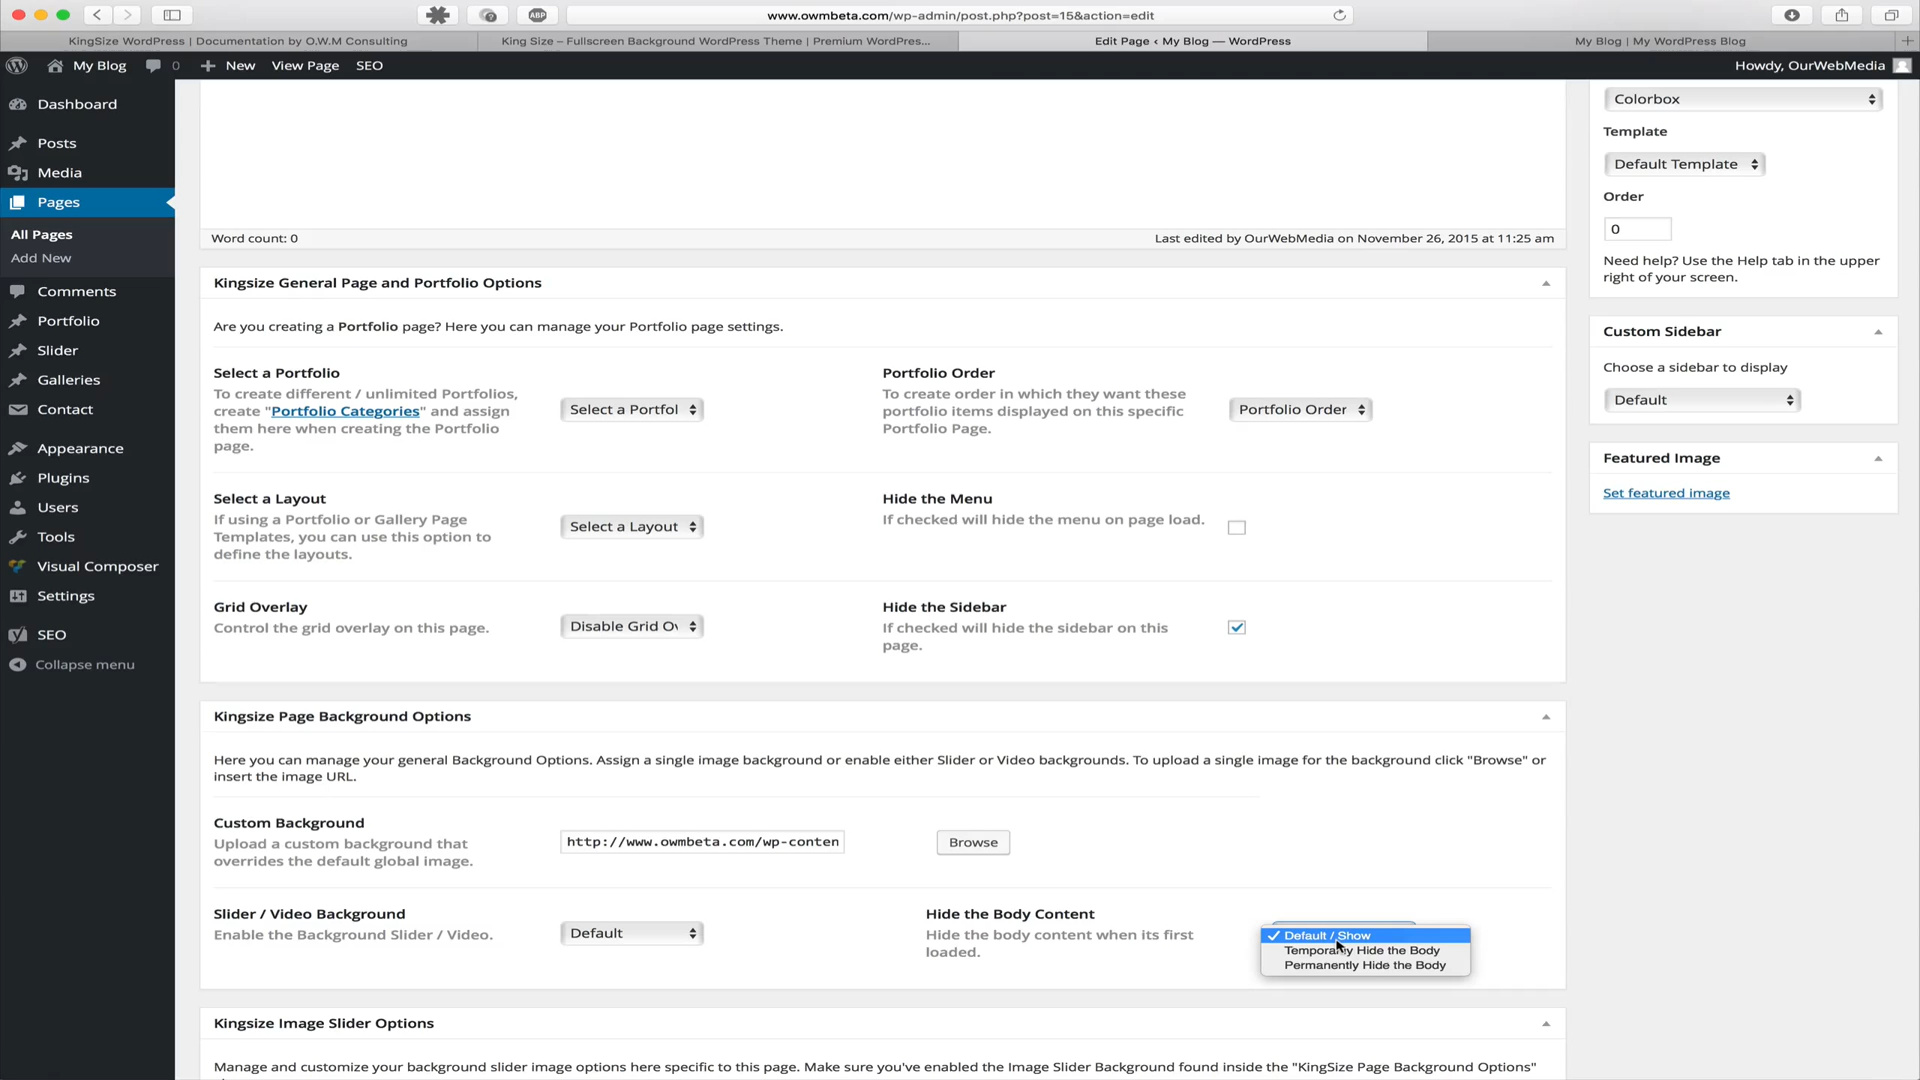 www.owmbeta.com/wp-admin/post.php?post=15&action=edit
ABP
KingSize WordPress | Documentation by O.W.M Consulting
King Size – Fullscreen Background WordPress Theme | Premium WordPres...
Edit Page ‹ My Blog — WordPress
My Blog | My WordPress Blog
My Blog
0
New
View Page
SEO
Howdy, OurWebMedia
Dashboard
Posts
Media
Pages
All Pages
Add New
Comments
Portfolio
Slider
Galleries
Contact
Appearance
Plugins
Users
Tools
Visual Composer
Settings
SEO
Collapse menu
Word count: 0
Last edited by OurWebMedia on November 26, 2015 at 11:25 am
Kingsize General Page and Portfolio Options
Are you creating a Portfolio page? Here you can manage your Portfolio page settings.
Select a Portfolio
To create different / unlimited Portfolios,
create "Portfolio Categories" and assign
them here when creating the Portfolio
page.
Select a Portfol
Portfolio Order
To create order in which they want these
portfolio items displayed on this specific
Portfolio Page.
Portfolio Order
Select a Layout
If using a Portfolio or Gallery Page
Templates, you can use this option to
define the layouts.
Select a Layout
Hide the Menu
If checked will hide the menu on page load.
Grid Overlay
Control the grid overlay on this page.
Disable Grid Ov
Hide the Sidebar
If checked will hide the sidebar on this
page.
Kingsize Page Background Options
Here you can manage your general Background Options. Assign a single image background or enable either Slider or Video backgrounds. To upload a single image for the background click "Browse" or
insert the image URL.
Custom Background
Upload a custom background that
overrides the default global image.
http://www.owmbeta.com/wp-conten
Browse
Slider / Video Background
Enable the Background Slider / Video.
Default
Hide the Body Content
Hide the body content when its first
loaded.
Default / Show
Temporarily Hide the Body
Permanently Hide the Body
Kingsize Image Slider Options
Manage and customize your background slider image options here specific to this page. Make sure you've enabled the Image Slider Background found inside the "KingSize Page Background Options"
Colorbox
Template
Default Template
Order
0
Need help? Use the Help tab in the upper
right of your screen.
Custom Sidebar
Choose a sidebar to display
Default
Featured Image
Set featured image